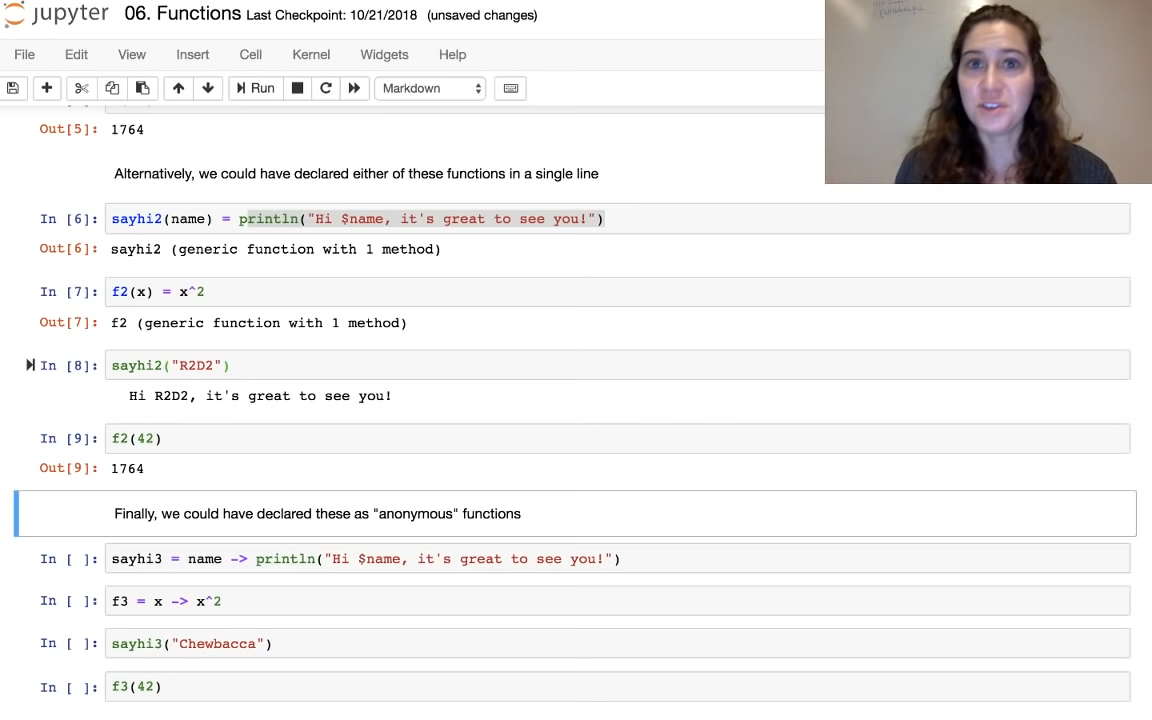 jupyter 06. Functions Last Checkpoint: 10/21/2018 (unsaved changes)
File Edit View Insert Cell Kernel Widgets Help
Run Markdown
Out[5]: 1764
Alternatively, we could have declared either of these functions in a single line
In [6]: sayhi2(name) = println("Hi $name, it's great to see you!")
Out[6]: sayhi2 (generic function with 1 method)
In [7]: f2(x) = x^2
Out[7]: f2 (generic function with 1 method)
In [8]: sayhi2("R2D2")
Hi R2D2, it's great to see you!
In [9]: f2(42)
Out[9]: 1764
Finally, we could have declared these as "anonymous" functions
In [ ]: sayhi3 = name -> println("Hi $name, it's great to see you!")
In [ ]: f3 = x -> x^2
In [ ]: sayhi3("Chewbacca")
In [ ]: f3(42)